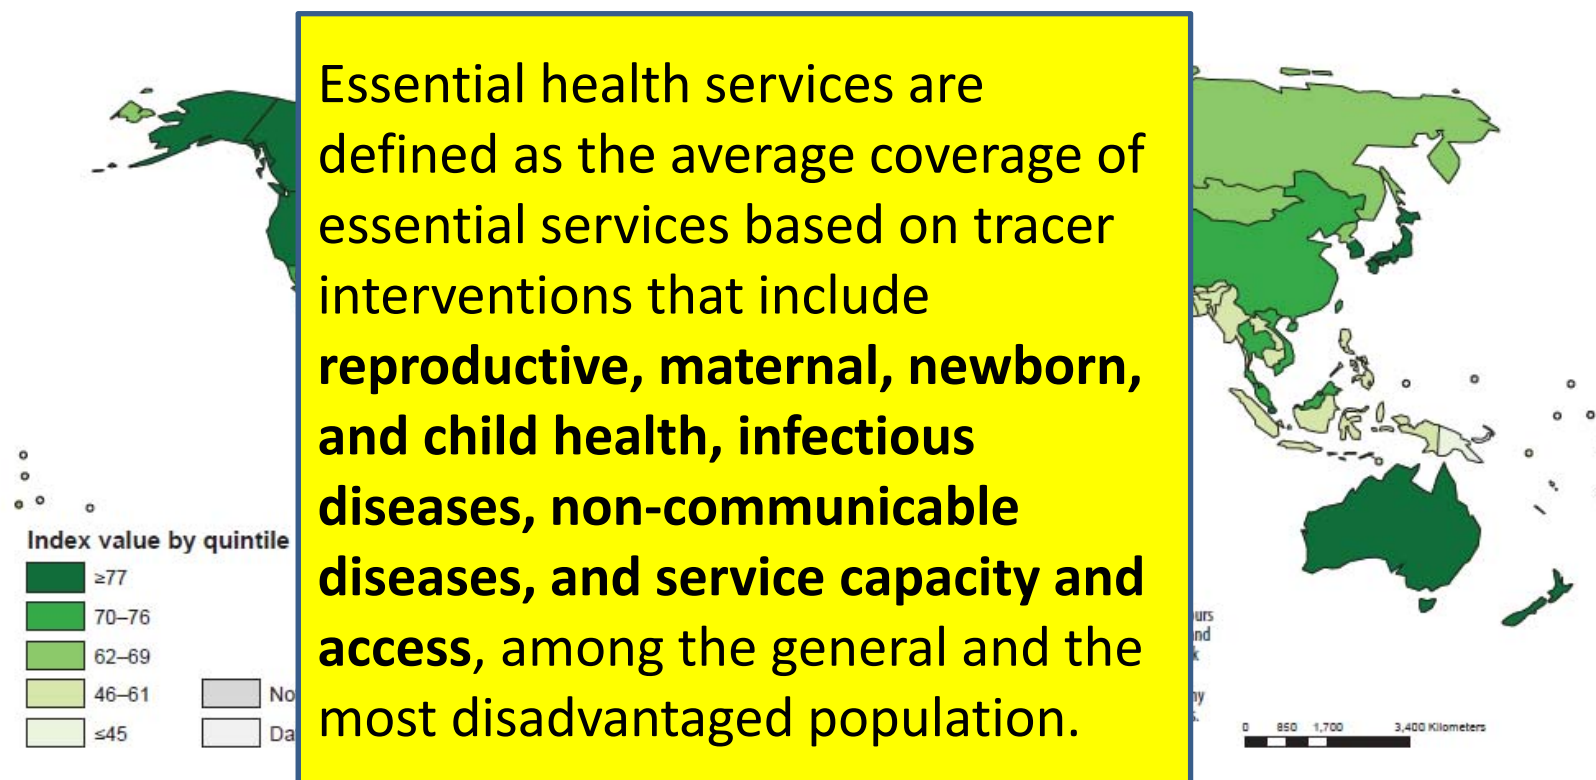 Essential health services are
defined as the average coverage of
essential services based on tracer
interventions that include
reproductive, maternal, newborn,
and child health, infectious
diseases, non-communicable
diseases, and service capacity and
access, among the general and the
most disadvantaged population.
Index value by quintile
≥77
70–76
62–69
46–61
≤45
No
Da
0 850 1,700 3,400 Kilometers